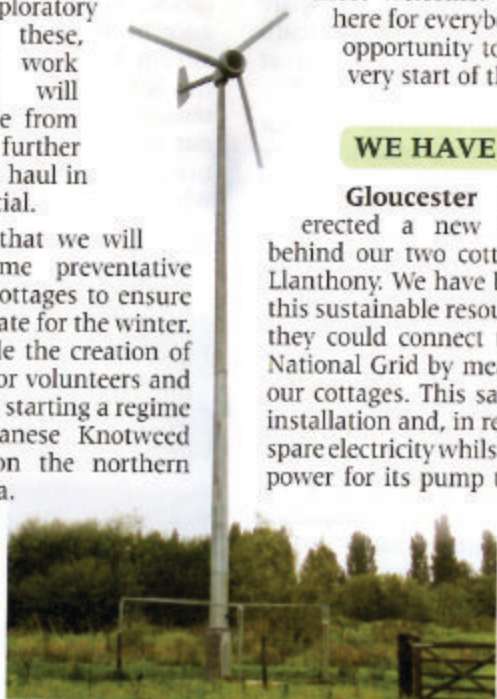 ploratory
these,
work
will
e from
further
haul in
tial.
that we will
me preventative
ottages to ensure
ate for the winter.
le the creation of
or volunteers and
starting a regime
anese Knotweed
on the northern
a.
here for everyb
opportunity to
very start of th
WE HAVE
Gloucester
erected a new
behind our two cott
Llanthony. We have b
this sustainable resou
they could connect t
National Grid by me
our cottages. This sa
installation and, in re
spare electricity whils
power for its pump t